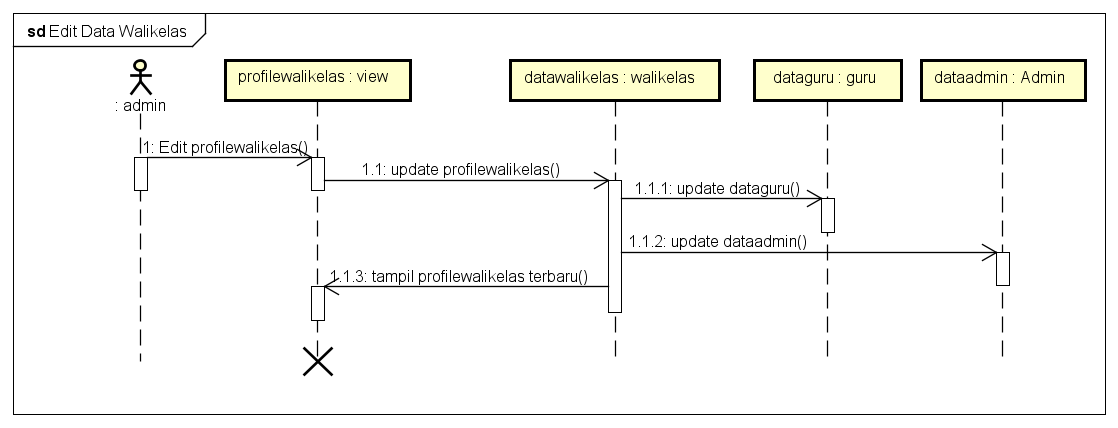 sd Edit Data Walikelas
: admin
profilewalikelas : view
datawalikelas : walikelas
dataguru : guru
dataadmin : Admin
1: Edit profilewalikelas()
1.1: update profilewalikelas()
1.1.1: update dataguru()
1.1.2: update dataadmin()
1.1.3: tampil profilewalikelas terbaru()